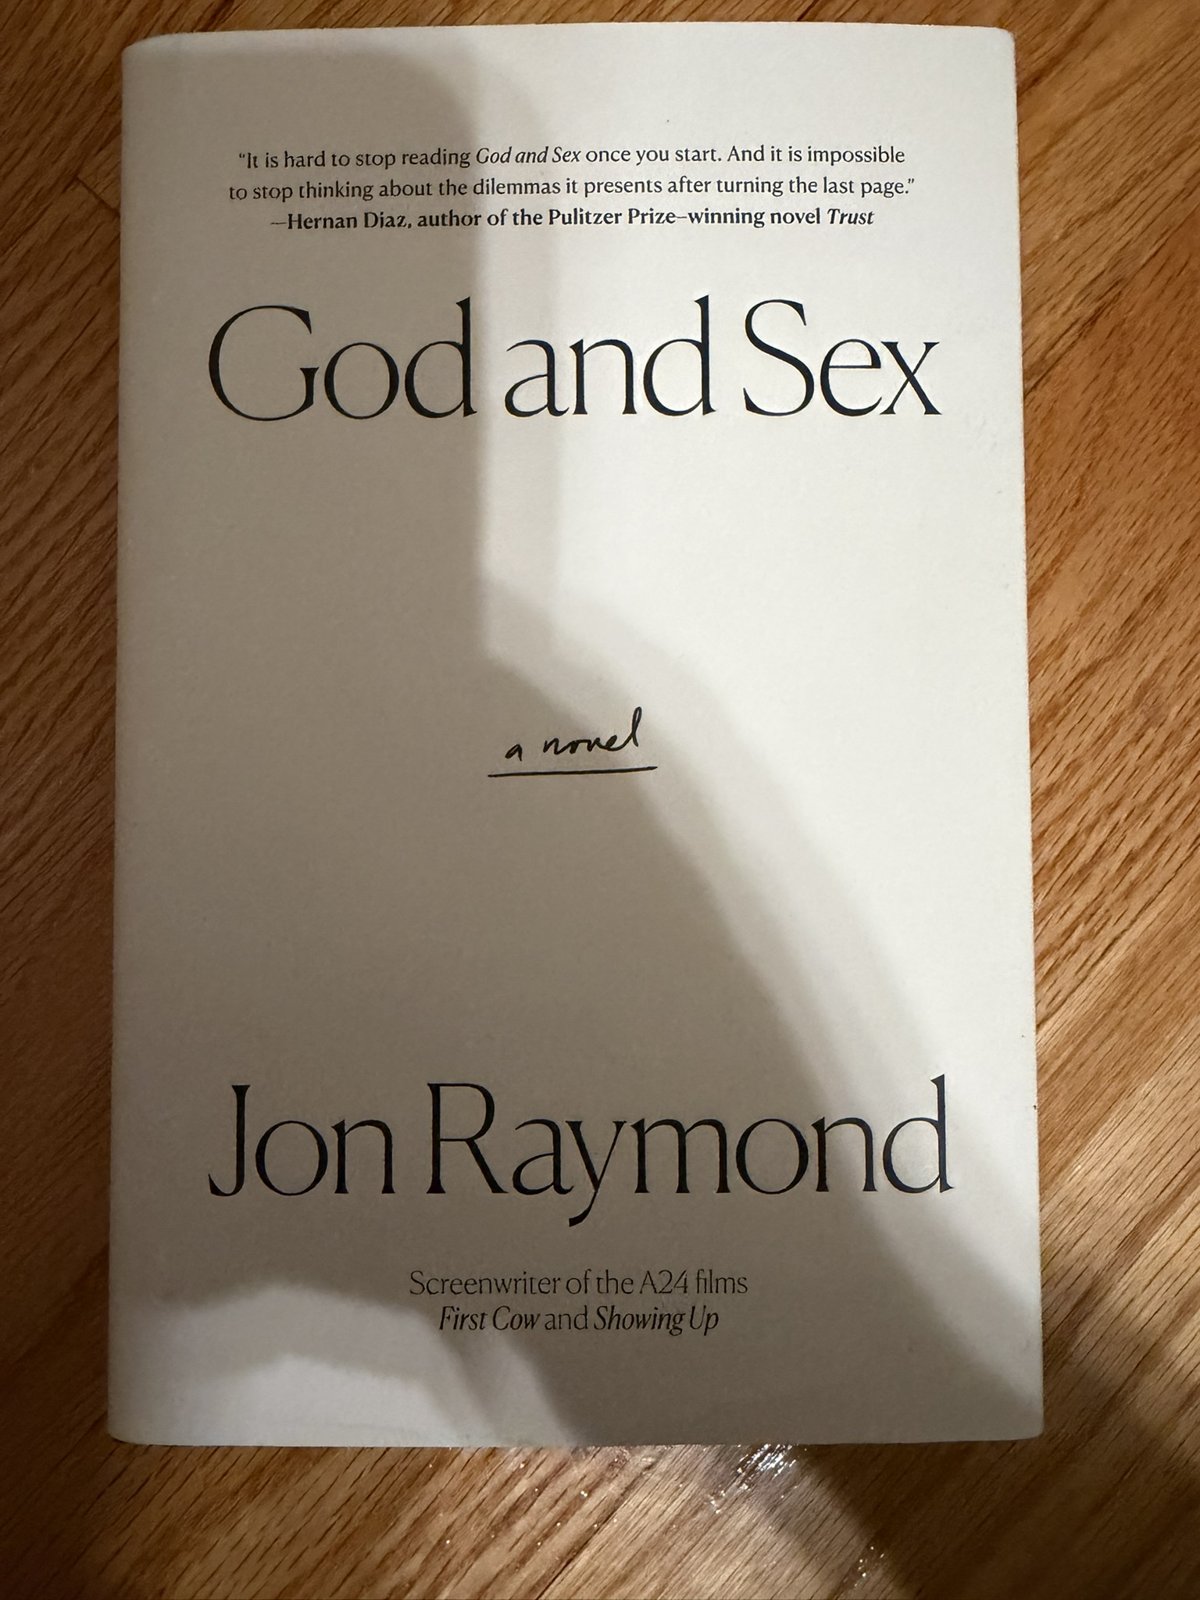 “It is hard to stop reading God and Sex once you start. And it is impossible
to stop thinking about the dilemmas it presents after turning the last page.”
—Hernan Diaz, author of the Pulitzer Prize–winning novel Trust
God and Sex
a novel
Jon Raymond
Screenwriter of the A24 films
First Cow and Showing Up